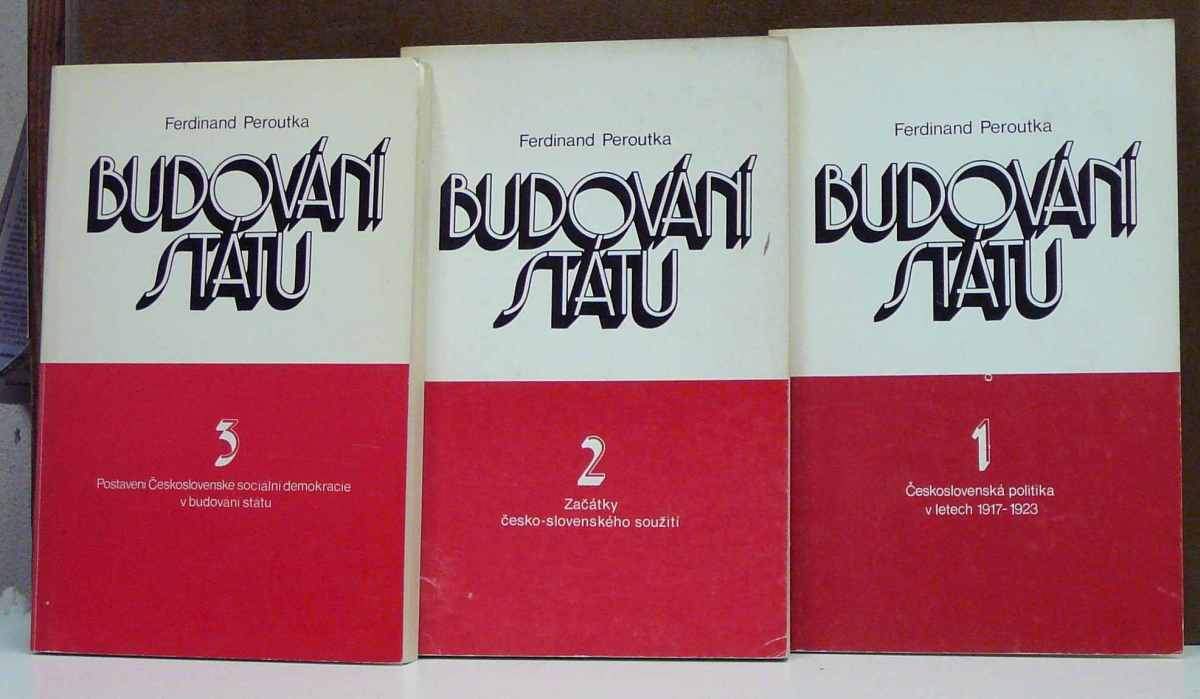 Ferdinand Peroutka
BUDOVÁNÍ
STÁTU
3
Postavení Československé sociální demokracie
v budování státu
Ferdinand Peroutka
BUDOVÁNÍ
STÁTU
2
Začátky
česko-slovenského soužití
Ferdinand Peroutka
BUDOVÁNÍ
STÁTU
1
Československá politika
v letech 1917-1923